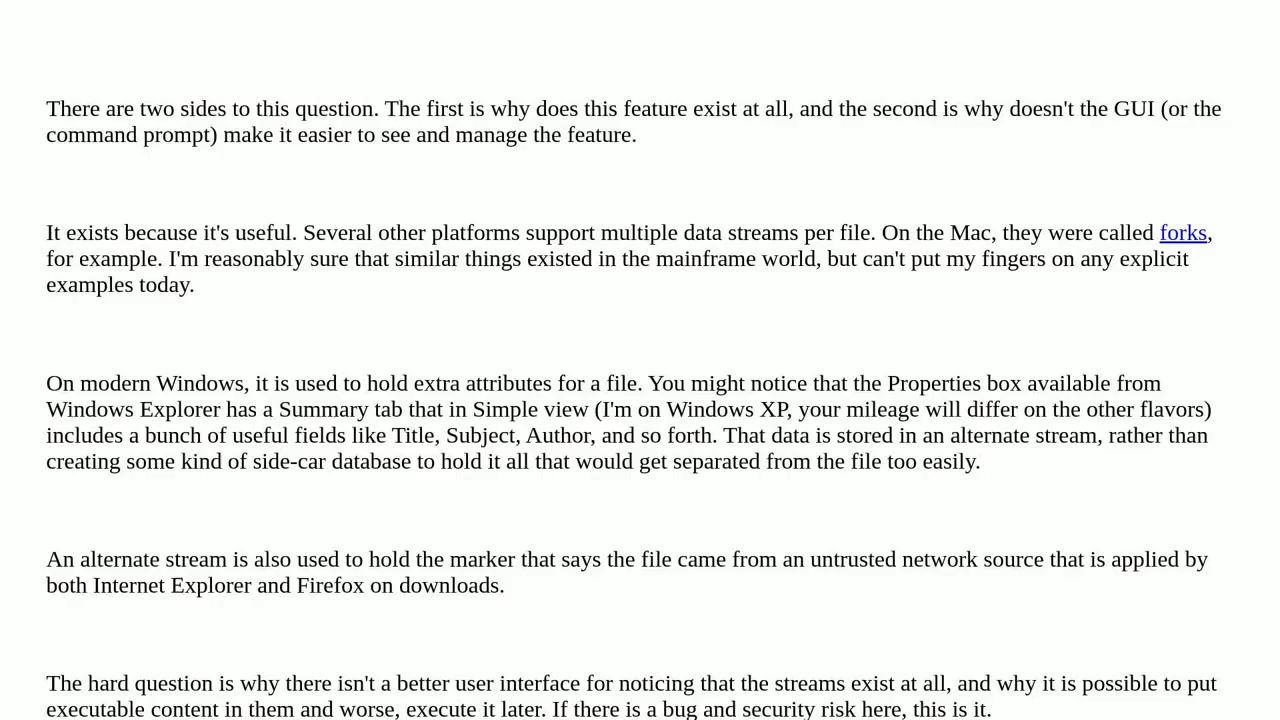 There are two sides to this question. The first is why does this feature exist at all, and the second is why doesn't the GUI (or the
command prompt) make it easier to see and manage the feature.
It exists because it's useful. Several other platforms support multiple data streams per file. On the Mac, they were called forks,
for example. I'm reasonably sure that similar things existed in the mainframe world, but can't put my fingers on any explicit
examples today.
On modern Windows, it is used to hold extra attributes for a file. You might notice that the Properties box available from
Windows Explorer has a Summary tab that in Simple view (I'm on Windows XP, your mileage will differ on the other flavors)
includes a bunch of useful fields like Title, Subject, Author, and so forth. That data is stored in an alternate stream, rather than
creating some kind of side-car database to hold it all that would get separated from the file too easily.
An alternate stream is also used to hold the marker that says the file came from an untrusted network source that is applied by
both Internet Explorer and Firefox on downloads.
The hard question is why there isn't a better user interface for noticing that the streams exist at all, and why it is possible to put
executable content in them and worse, execute it later. If there is a bug and security risk here, this is it.